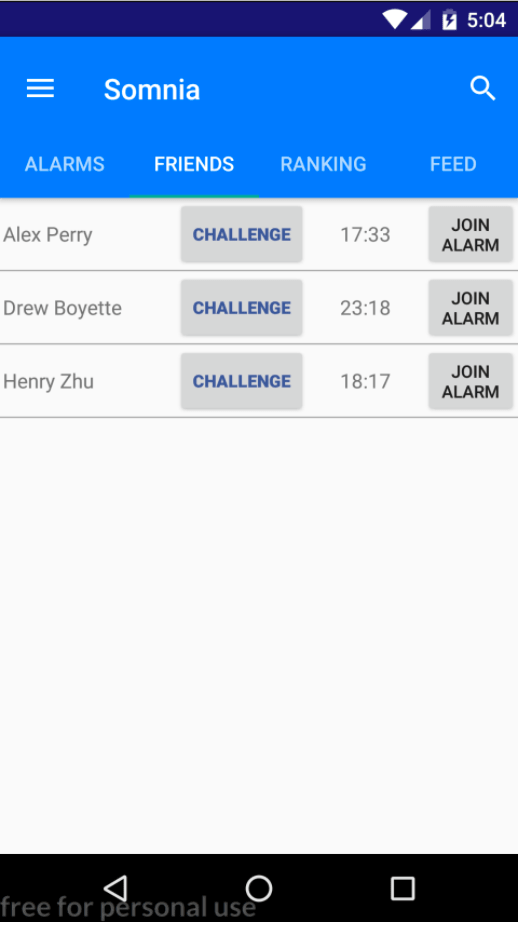 5:04
Somnia
ALARMS FRIENDS RANKING FEED
Alex Perry CHALLENGE 17:33 JOIN ALARM
Drew Boyette CHALLENGE 23:18 JOIN ALARM
Henry Zhu CHALLENGE 18:17 JOIN ALARM
free for personal use